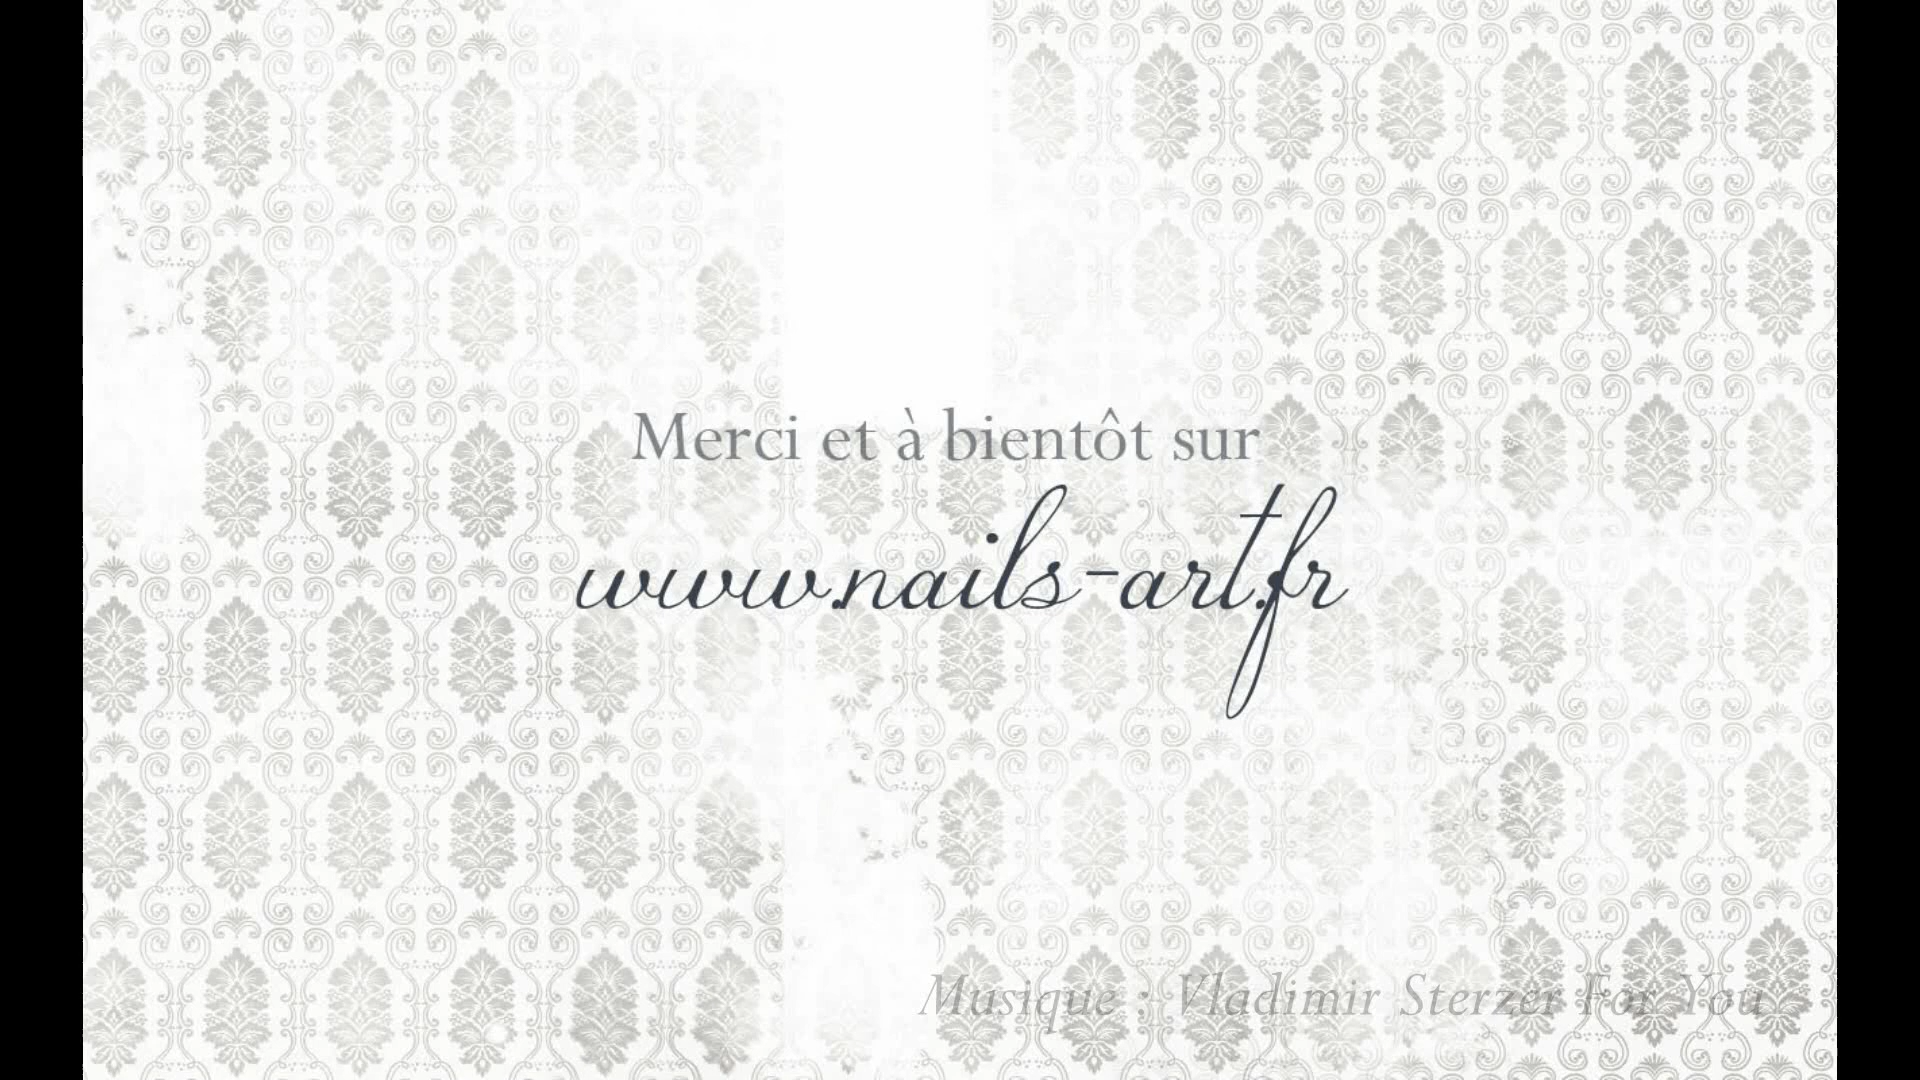 Merci et à bientôt sur
www.nails-art.fr
Musique : Vladimir Sterzer For You